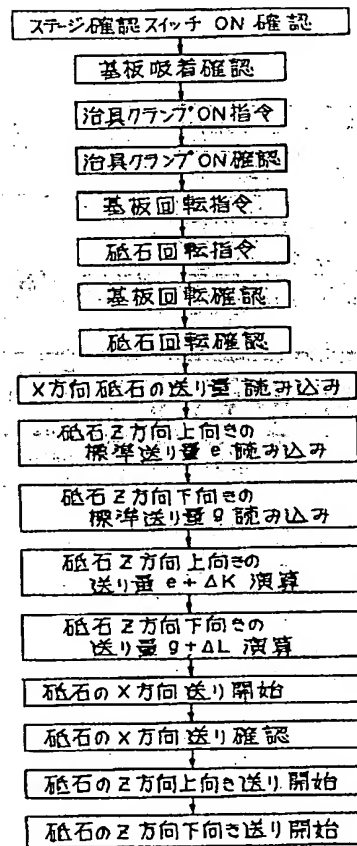 ステージ確認スイッチ ON 確認
基板吸着確認
治具クランプON指令
治具クランプON確認
基板回転指令
砥石回転指令
基板回転確認
砥石回転確認
X方向砥石の送り量読み込み
砥石Z方向上向きの
標準送り量e読み込み
砥石Z方向下向きの
標準送り量g読み込み
砥石Z方向上向きの
送り量e+ΔK演算
砥石Z方向下向きの
送り量g+ΔL演算
砥石のX方向送り開始
砥石のX方向送り確認
砥石のZ方向上向き送り開始
砥石のZ方向下向き送り開始